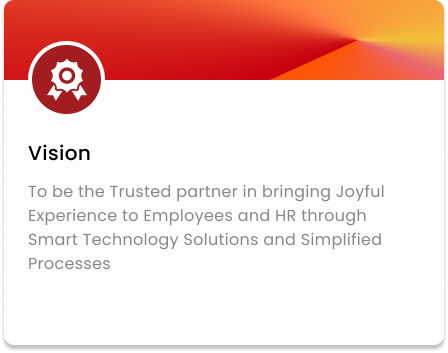 Vision
To be the Trusted partner in bringing Joyful
Experience to Employees and HR through
Smart Technology Solutions and Simplified
Processes